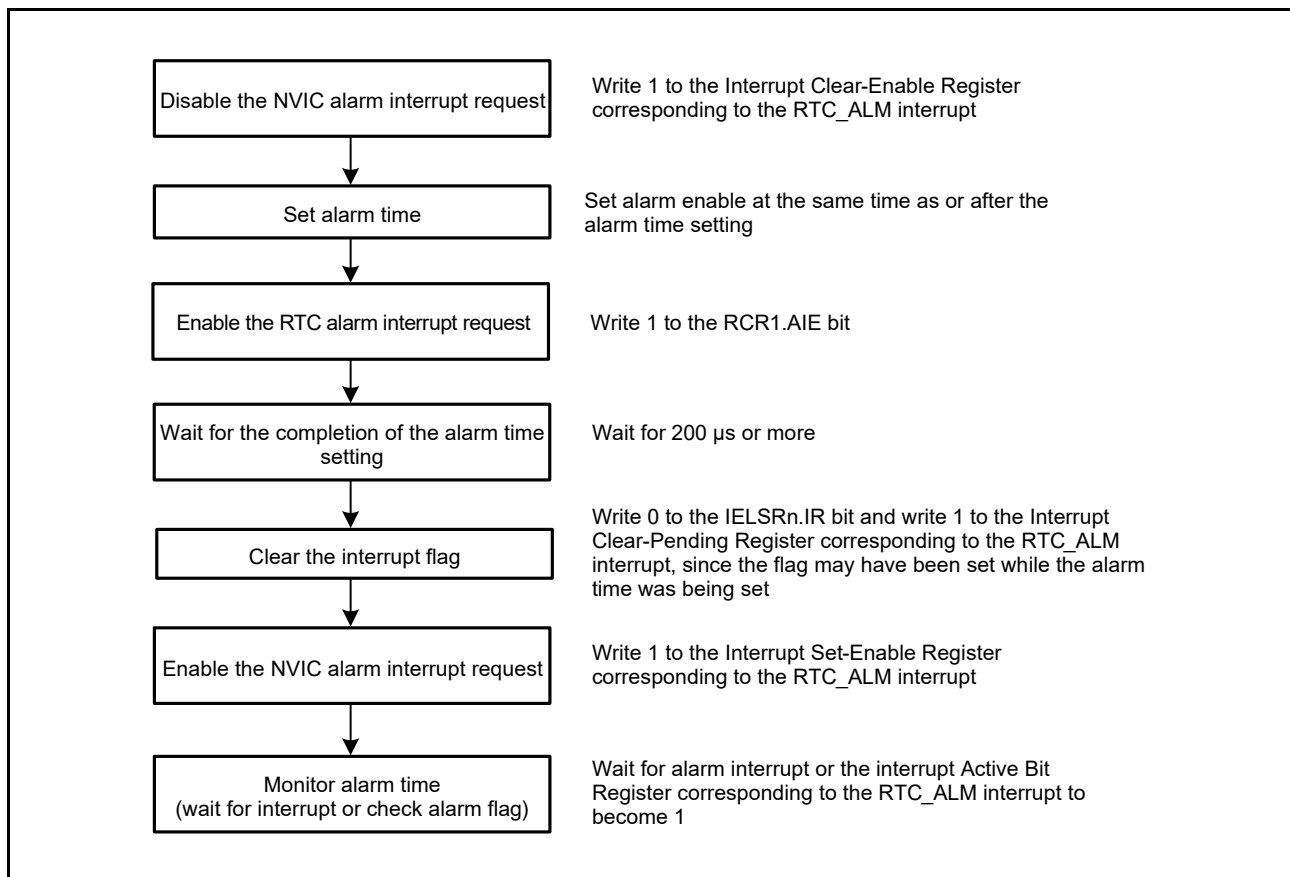 Disable the NVIC alarm interrupt request
Write 1 to the Interrupt Clear-Enable Register
corresponding to the RTC_ALM interrupt
Set alarm time
Set alarm enable at the same time as or after the
alarm time setting
Enable the RTC alarm interrupt request
Write 1 to the RCR1.AIE bit
Wait for the completion of the alarm time
setting
Wait for 200 µs or more
Clear the interrupt flag
Write 0 to the IELSRn.IR bit and write 1 to the Interrupt
Clear-Pending Register corresponding to the RTC_ALM
interrupt, since the flag may have been set while the alarm
time was being set
Enable the NVIC alarm interrupt request
Write 1 to the Interrupt Set-Enable Register
corresponding to the RTC_ALM interrupt
Monitor alarm time
(wait for interrupt or check alarm flag)
Wait for alarm interrupt or the interrupt Active Bit
Register corresponding to the RTC_ALM interrupt to
become 1